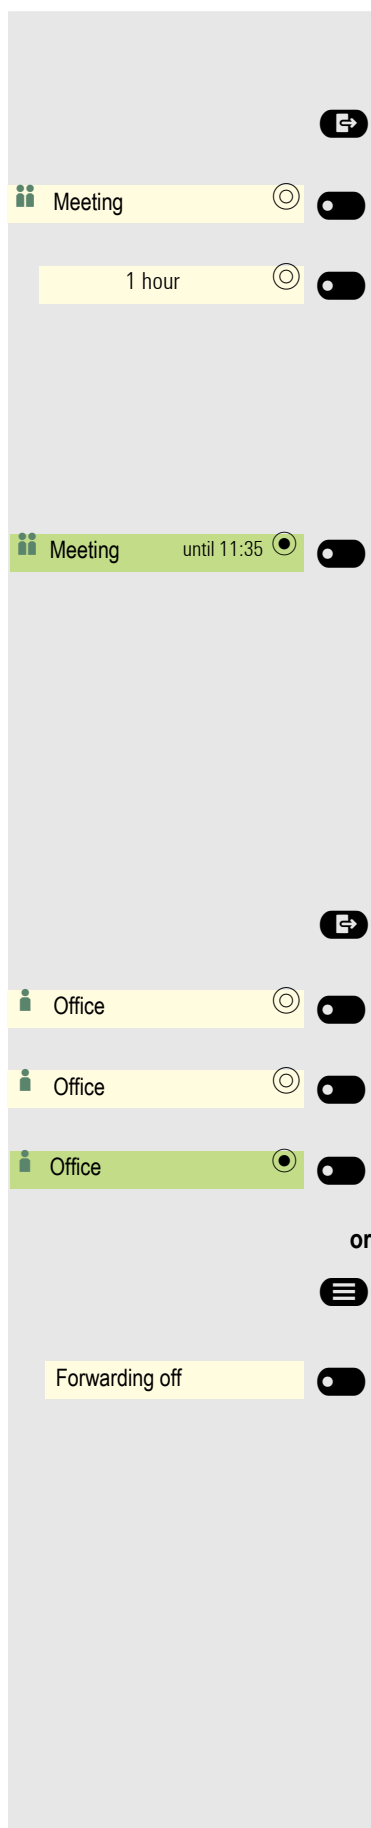 Meeting
1 hour
Meeting until 11:35
Office
Office
Office
or
Forwarding off